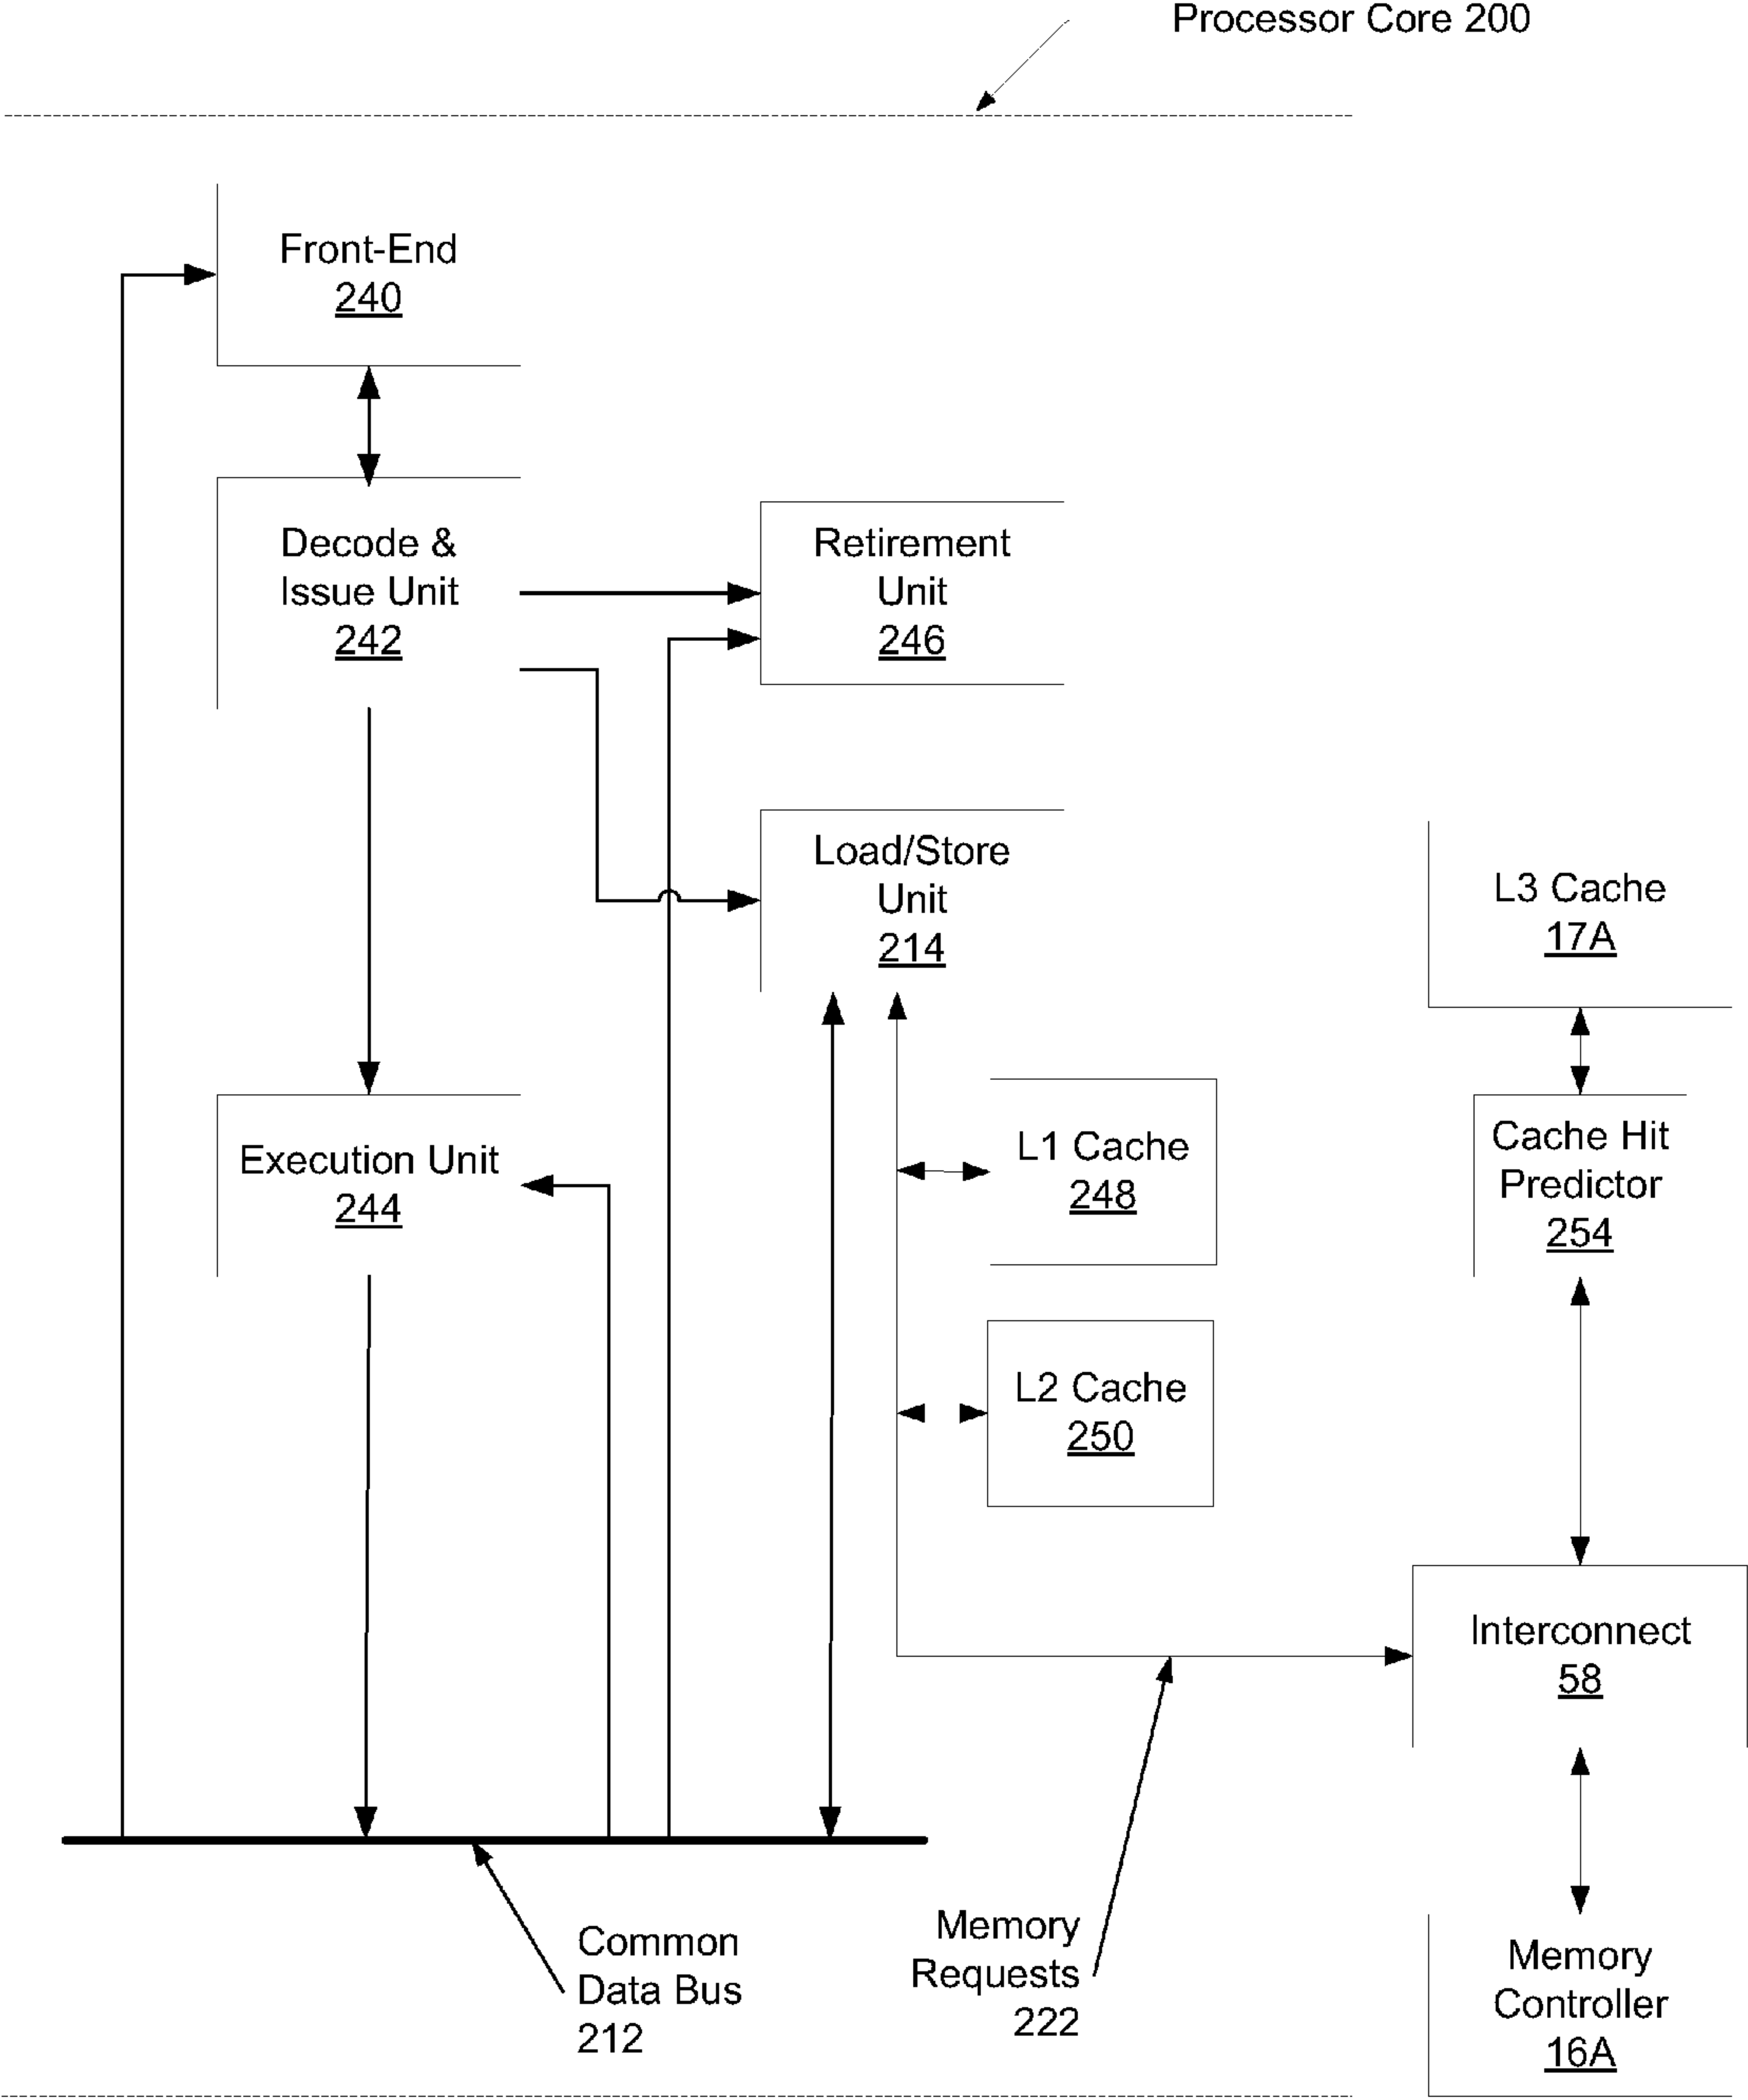 Processor Core 200
Front-End
240
Decode &
Issue Unit
242
Retirement
Unit
246
Load/Store
Unit
214
L3 Cache
17A
Execution Unit
244
L1 Cache
248
Cache Hit
Predictor
254
L2 Cache
250
Interconnect
58
Common
Data Bus
212
Memory
Requests
222
Memory
Controller
16A